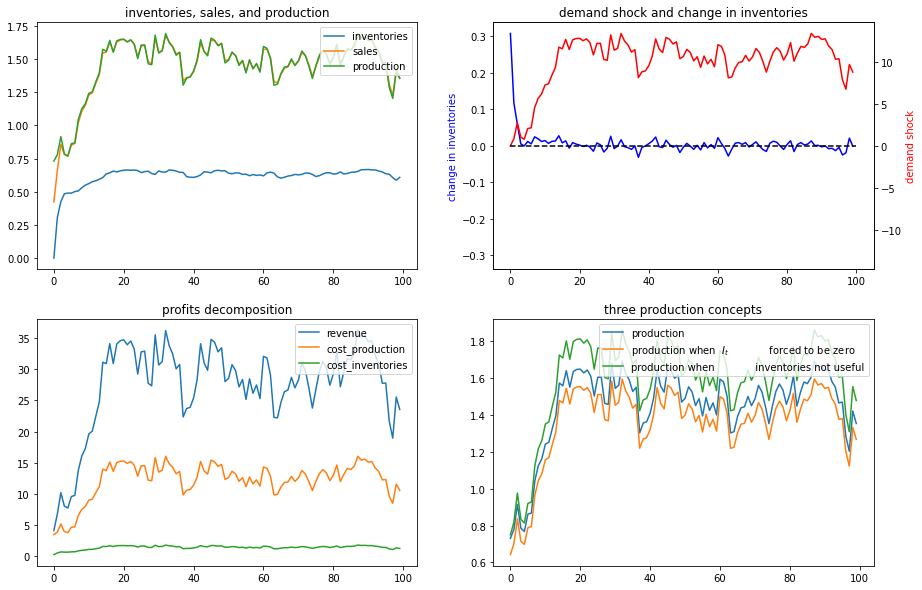 inventories, sales, and production
inventories
sales
production
1.75
1.50
1.25
1.00
0.75
0.50
0.25
0.00
0 20 40 60 80 100
demand shock and change in inventories
change in inventories
0.3
0.2
0.1
0.0
−0.1
−0.2
−0.3
10
5
0
−5
−10
demand shock
0 20 40 60 80 100
profits decomposition
revenue
cost_production
cost_inventories
35
30
25
20
15
10
5
0
0 20 40 60 80 100
three production concepts
production
production when I_t forced to be zero
production when inventories not useful
1.8
1.6
1.4
1.2
1.0
0.8
0.6
0 20 40 60 80 100